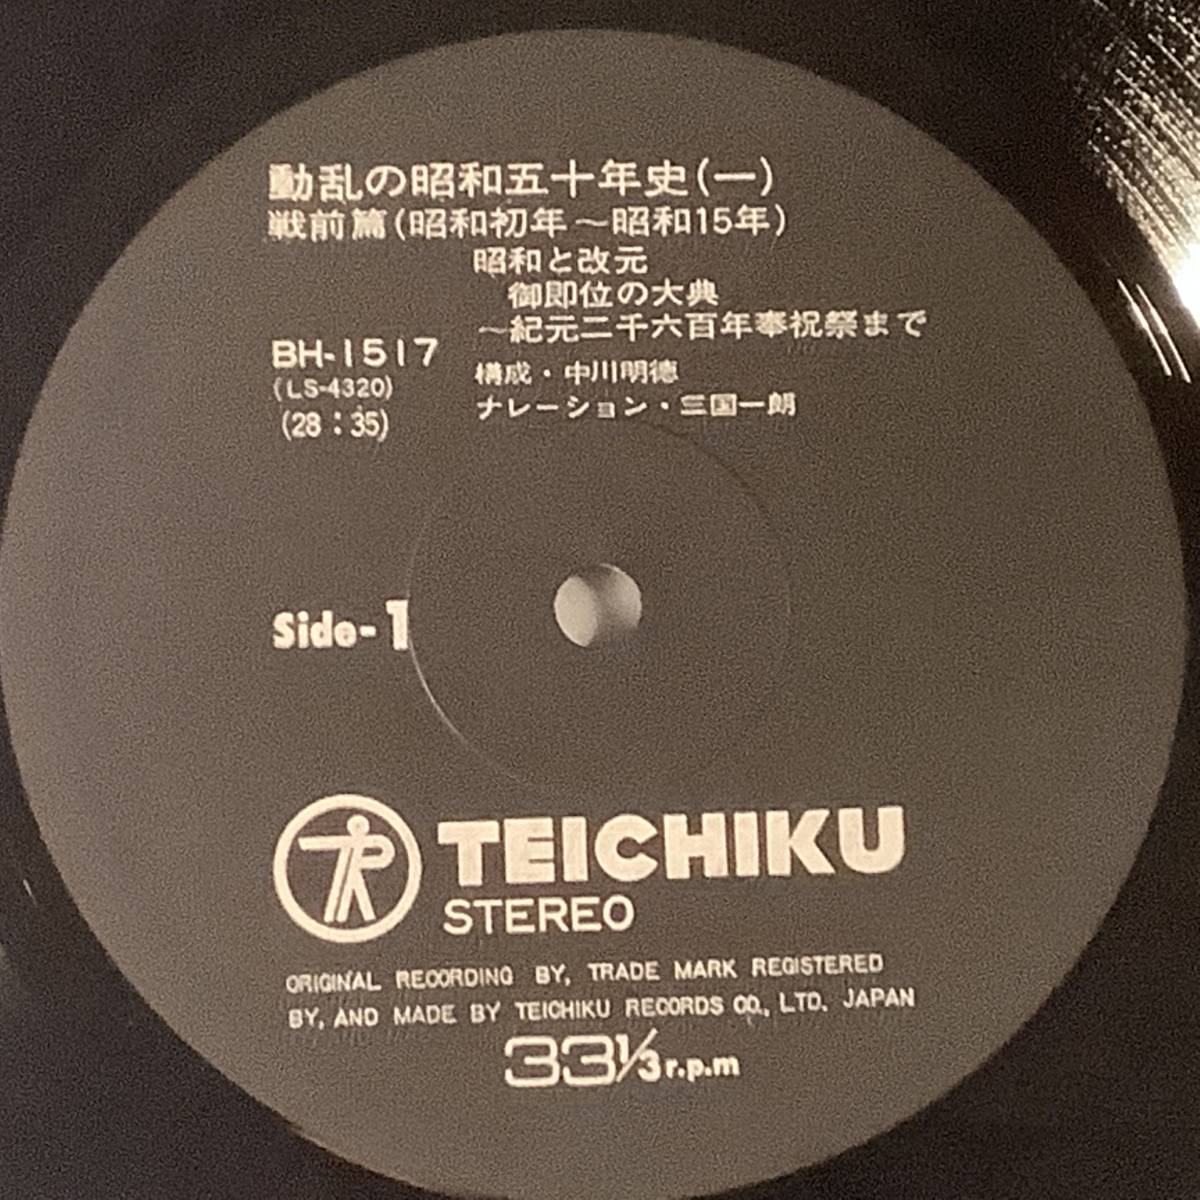 動乱の昭和五十年史(一)
戦前篇(昭和初年～昭和15年)
昭和と改元
御即位の大典
～紀元二千六百年奉祝祭まで
BH-1517
(LS-4320)
(28：35)
構成・中川明徳
ナレーション・三国一朗
Side-1
TEICHIKU
STEREO
ORIGINAL RECORDING BY, TRADE MARK REGISTERED
BY, AND MADE BY TEICHIKU RECORDS CO., LTD. JAPAN
33⅓ r.p.m